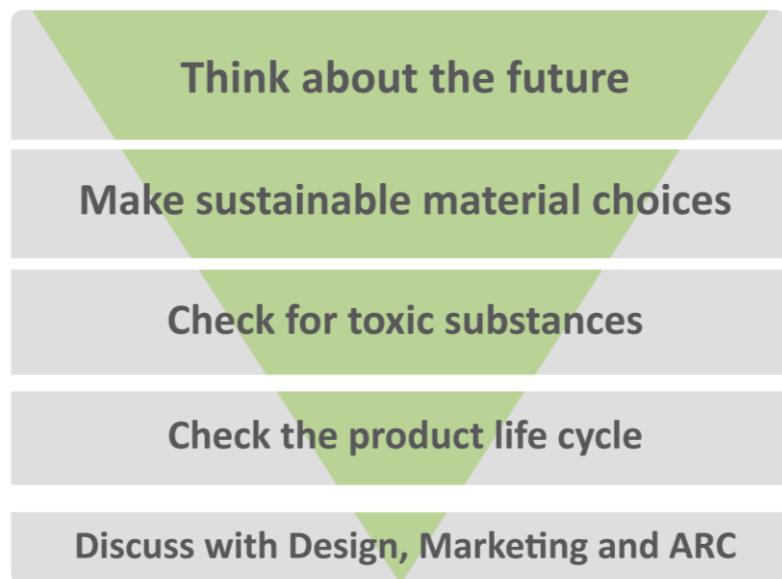 Think about the future
Make sustainable material choices
Check for toxic substances
Check the product life cycle
Discuss with Design, Marketing and ARC